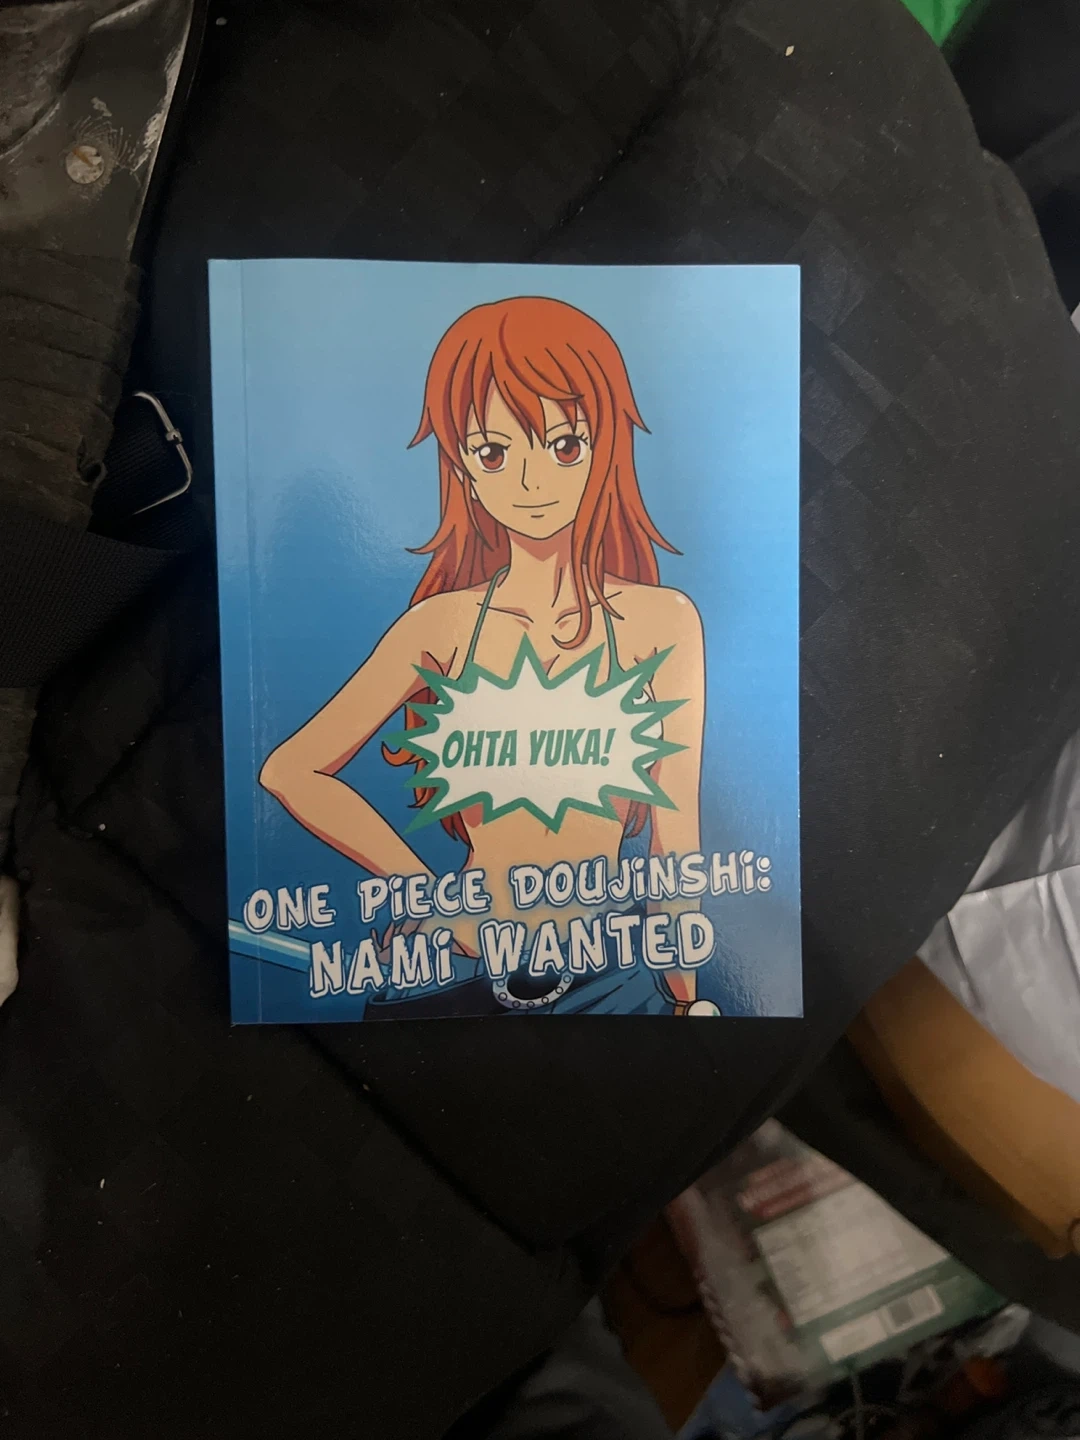 OHTA YUKA!
ONE PiECE DOUJiNSHi:
NAMi WANTED